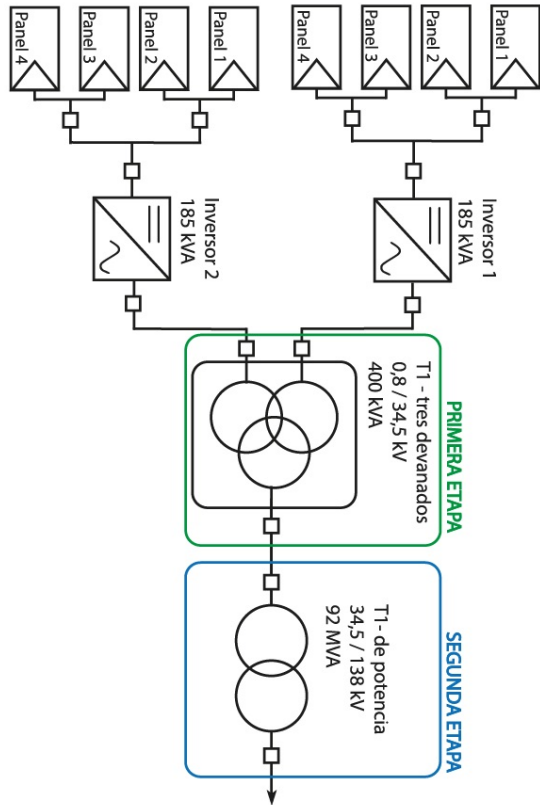 Panel 4
Panel 3
Panel 2
Panel 1
Panel 4
Panel 3
Panel 2
Panel 1
Inversor 2
185 kVA
Inversor 1
185 kVA
PRIMERA ETAPA
T1 - tres devanados
0,8 / 34,5 kV
400 kVA
SEGUNDA ETAPA
T1- de potencia
34,5 / 138 kV
92 MVA